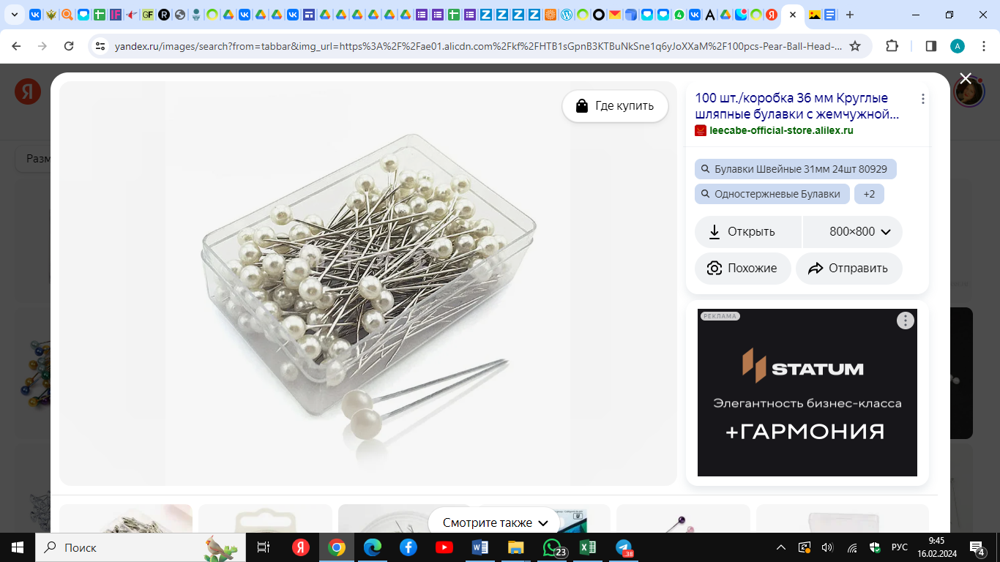 yandex.ru/images/search?from=tabbar&img_url=https%3A%2F%2Fae01.alicdn.com%2Fkf%2FHTB1sGpnB3KTBuNkSne1q6yJoXXaM%2F100pcs-Pear-Ball-Head-...
Разм
Где купить
100 шт./коробка 36 мм Круглые
шляпные булавки с жемчужной...
leecabe-official-store.alilex.ru
Булавки Швейные 31мм 24шт 80929
Одностержневые Булавки
+2
Открыть
800×800
Похожие
Отправить
РЕКЛАМА
STATUM
Элегантность бизнес-класса
+ГАРМОНИЯ
Смотрите также
Поиск
23
38
РУС
9:45
16.02.2024
4